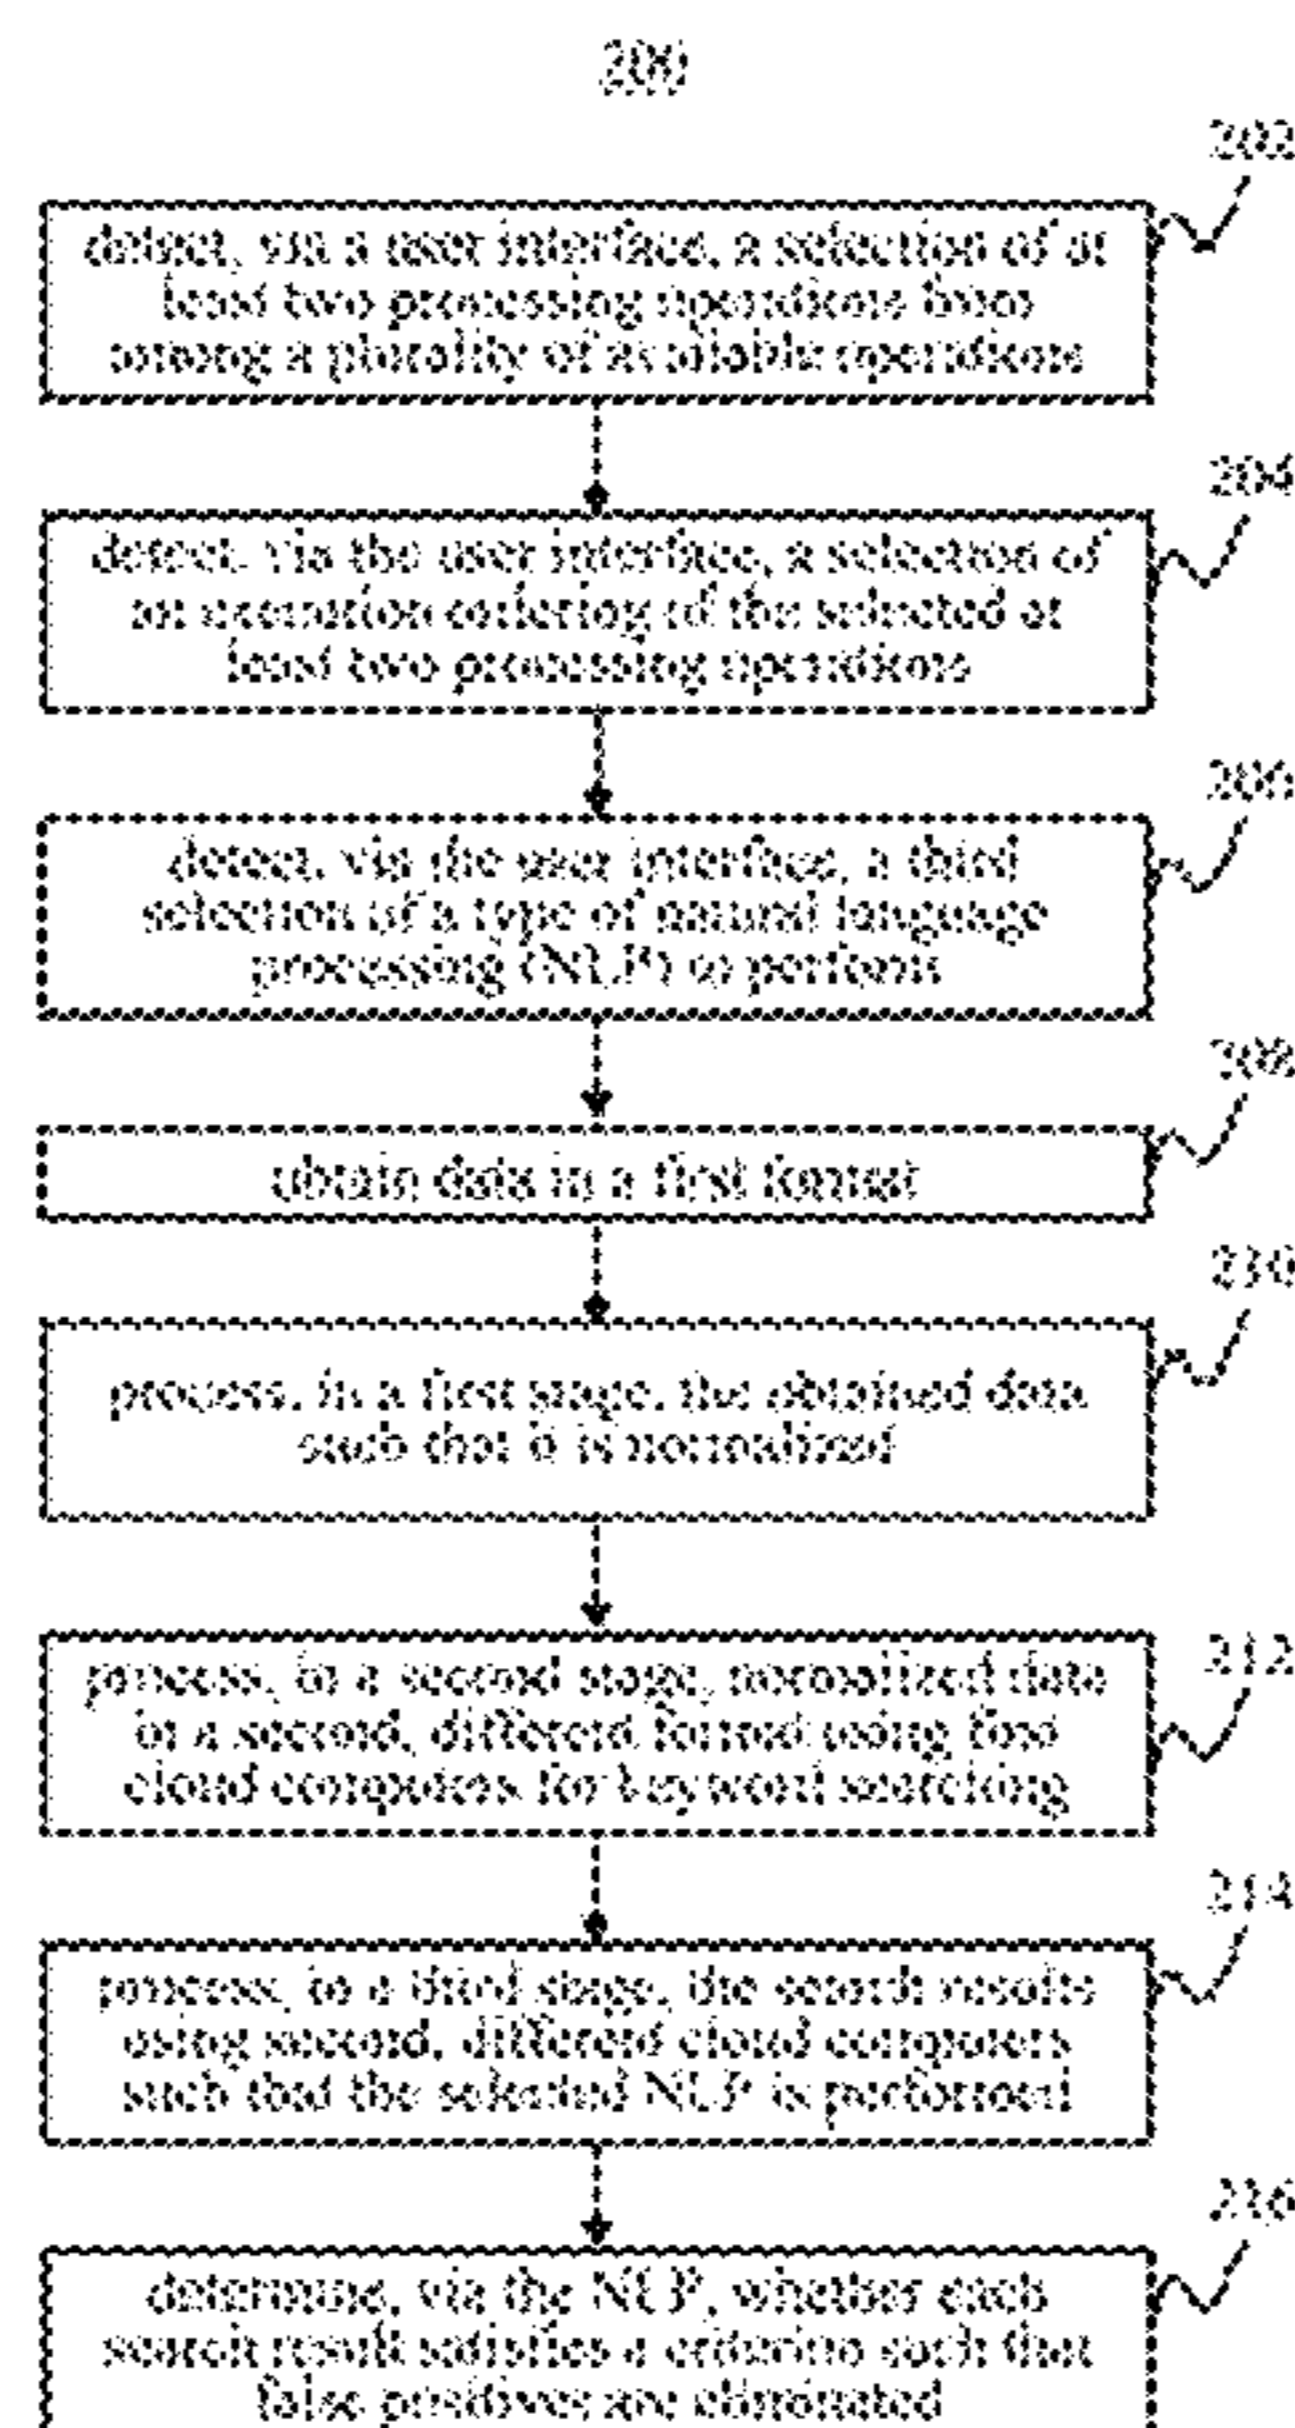 200
202
detect, via a user interface, a selection of at
least two processing operations from
among a plurality of available operations
204
detect, via the user interface, a selection of
an execution ordering of the selected at
least two processing operations
206
detect, via the user interface, a third
selection of a type of natural language
processing (NLP) to perform
208
obtain data in a first format
210
process, in a first stage, the obtained data
such that it is normalized
212
process, in a second stage, normalized data
in a second, different format using first
cloud computers for keyword searching
214
process, in a third stage, the search results
using second, different cloud computers
such that the selected NLP is performed
216
determine, via the NLP, whether each
search result satisfies a criterion such that
false positives are eliminated